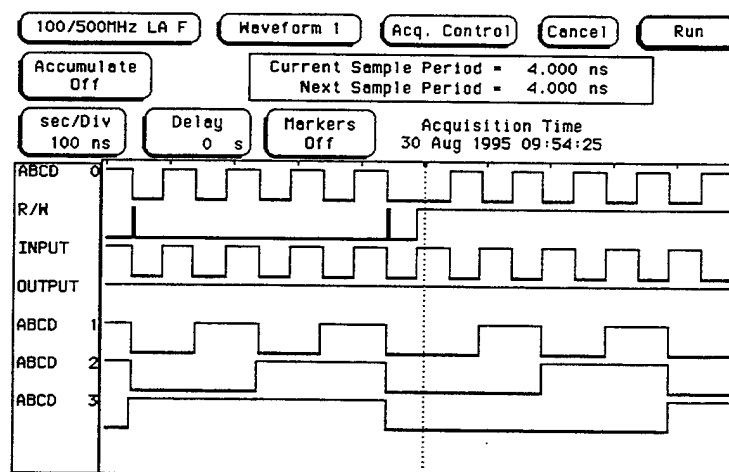 100/500MHz LA F Waveform 1 Acq. Control Cancel Run
Accumulate
Off
Current Sample Period = 4.000 ns
Next Sample Period = 4.000 ns
sec/Div
100 ns
Delay
0 s
Markers
Off
Acquisition Time
30 Aug 1995 09:54:25
ABCD 0
R/W
INPUT
OUTPUT
ABCD 1
ABCD 2
ABCD 3